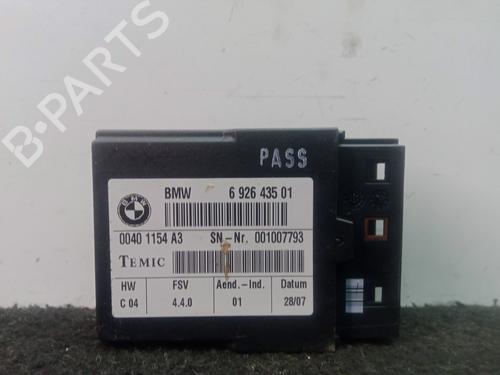 B-PARTS
PASS
BMW 6 926 435 01
0040 1154 A3 SN-Nr. 001007793
TEMIC
HW FSV Aend.-Ind. Datum
C 04 4.4.0 01 28/07